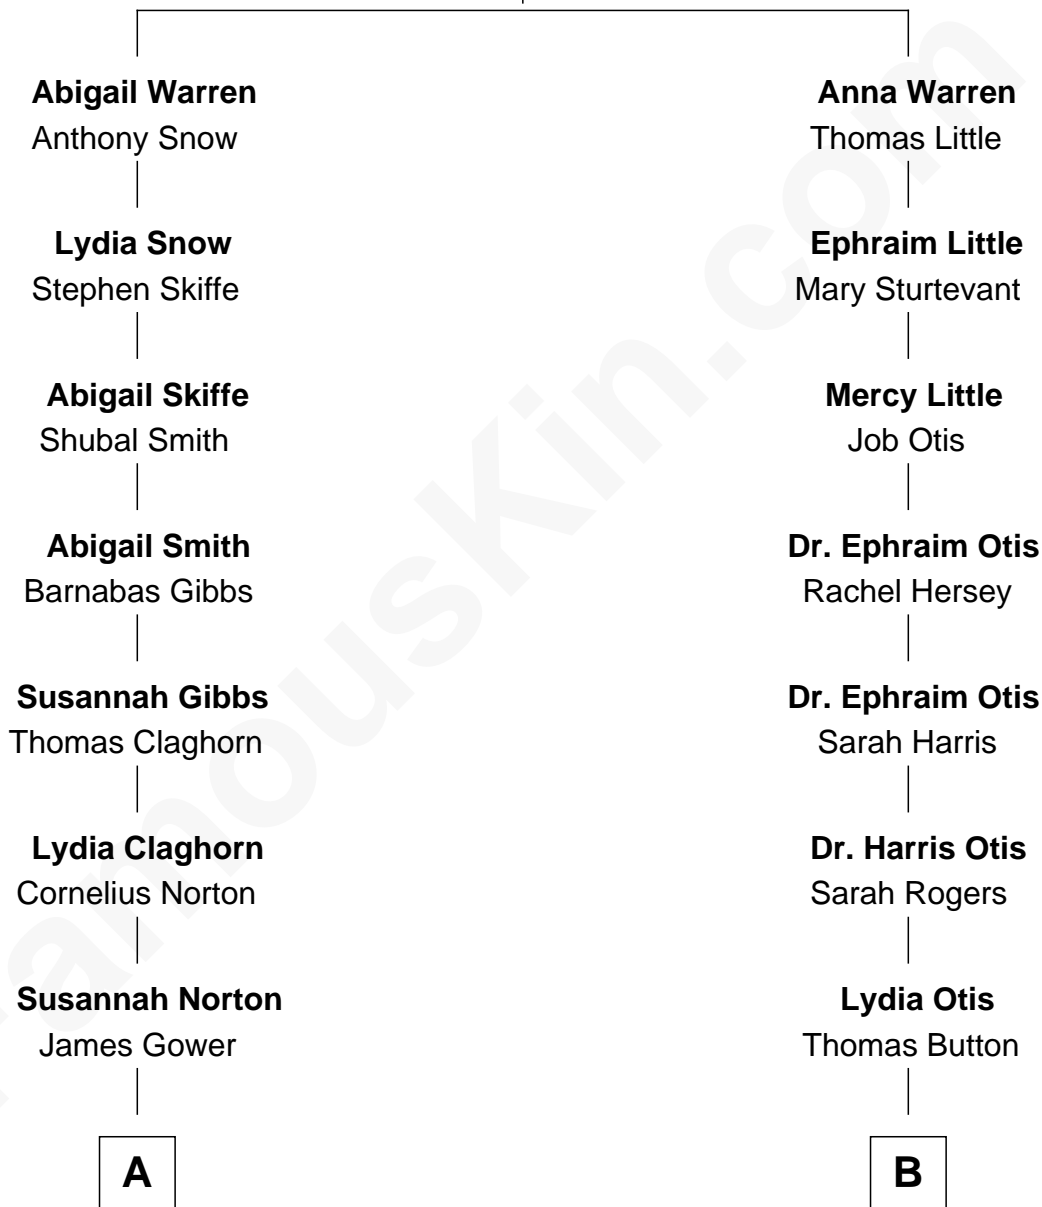 Abigail Warren
Anthony Snow
Anna Warren
Thomas Little
Lydia Snow
Stephen Skiffe
Ephraim Little
Mary Sturtevant
Abigail Skiffe
Shubal Smith
Mercy Little
Job Otis
Abigail Smith
Barnabas Gibbs
Dr. Ephraim Otis
Rachel Hersey
Susannah Gibbs
Thomas Claghorn
Dr. Ephraim Otis
Sarah Harris
Lydia Claghorn
Cornelius Norton
Dr. Harris Otis
Sarah Rogers
Susannah Norton
James Gower
Lydia Otis
Thomas Button
A
B
FamousKin.com